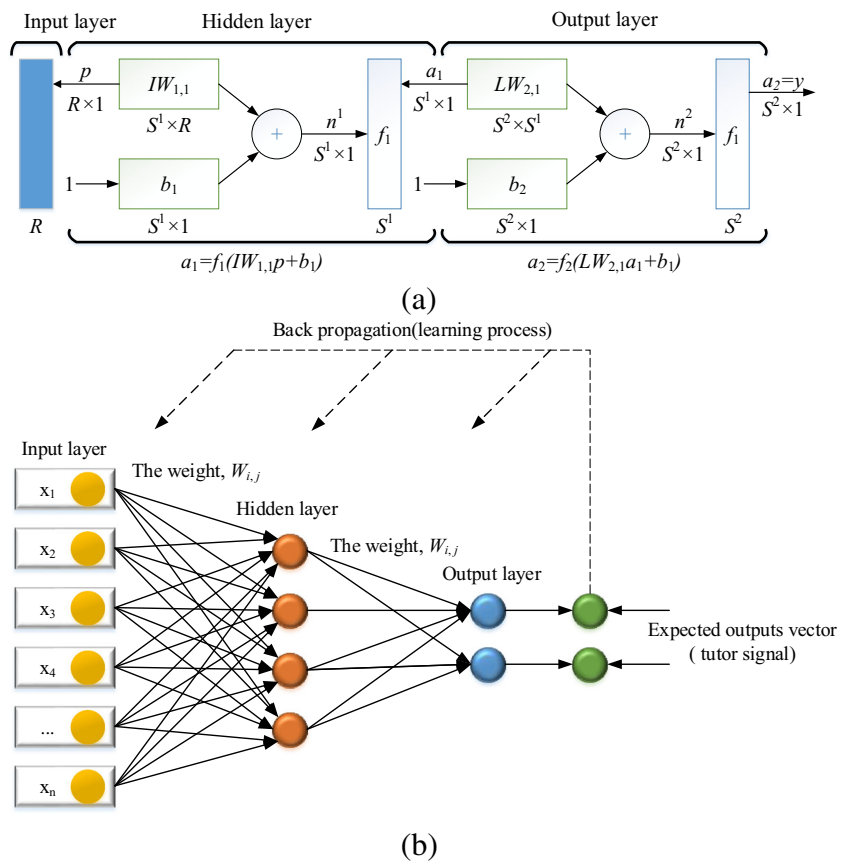 Input layer
Hidden layer
Output layer
p
R×1
IW1,1
S¹×R
1
b1
S¹×1
+
n¹
S¹×1
f1
S¹
R
a1
S¹×1
LW2,1
S²×S¹
1
b2
S²×1
+
n²
S²×1
f1
S²
a2=y
S²×1
a1=f1(IW1,1p+b1)
a2=f2(LW2,1a1+b1)
(a)
Back propagation(learning process)
Input layer
The weight, Wi,j
Hidden layer
The weight, Wi,j
Output layer
x1
x2
x3
x4
...
xn
Expected outputs vector
( tutor signal)
(b)